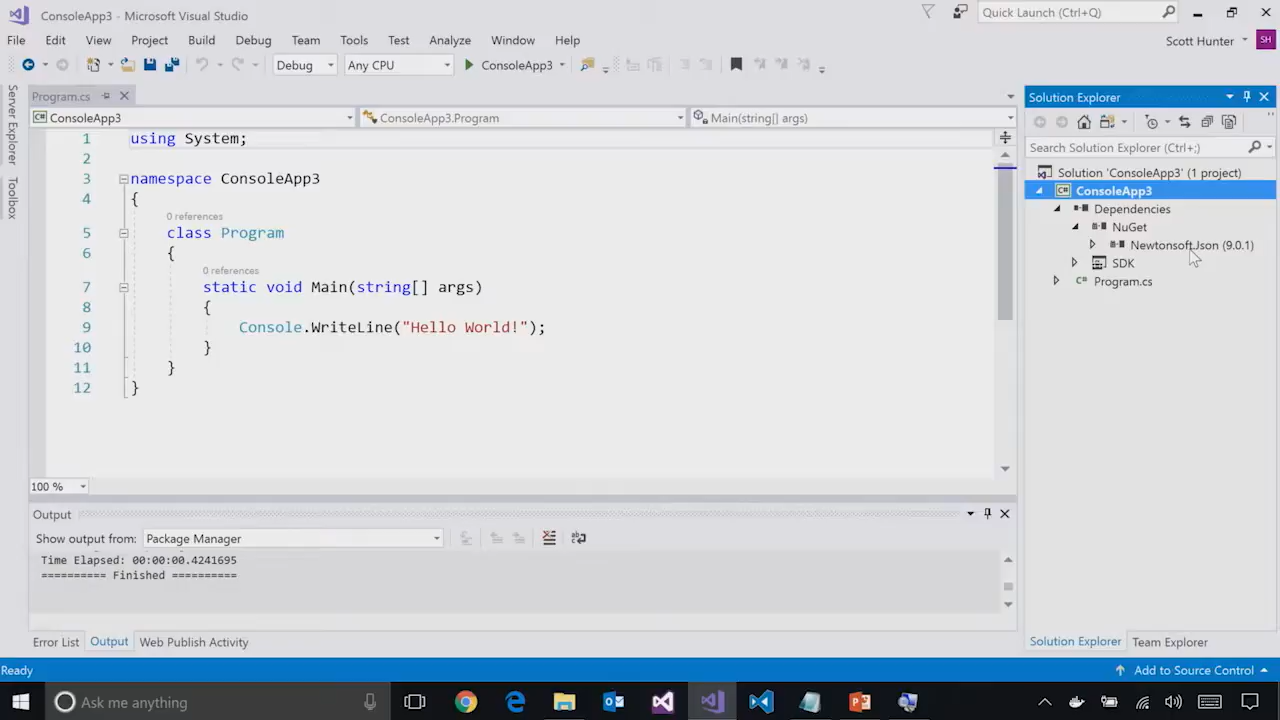 ConsoleApp3 - Microsoft Visual Studio
Quick Launch (Ctrl+Q)
File Edit View Project Build Debug Team Tools Test Analyze Window Help
Scott Hunter SH
Debug Any CPU ConsoleApp3
Server Explorer
Toolbox
Program.cs
ConsoleApp3 ConsoleApp3.Program Main(string[] args)
1 using System;
2
3 namespace ConsoleApp3
4 {
0 references
5 class Program
6 {
0 references
7 static void Main(string[] args)
8 {
9 Console.WriteLine("Hello World!");
10 }
11 }
12 }
100 %
Output
Show output from: Package Manager
Time Elapsed: 00:00:00.4241695
========== Finished ==========
Error List Output Web Publish Activity
Solution Explorer
Search Solution Explorer (Ctrl+;)
Solution 'ConsoleApp3' (1 project)
C# ConsoleApp3
Dependencies
NuGet
Newtonsoft.Json (9.0.1)
SDK
C# Program.cs
Solution Explorer Team Explorer
Ready
Add to Source Control
Ask me anything